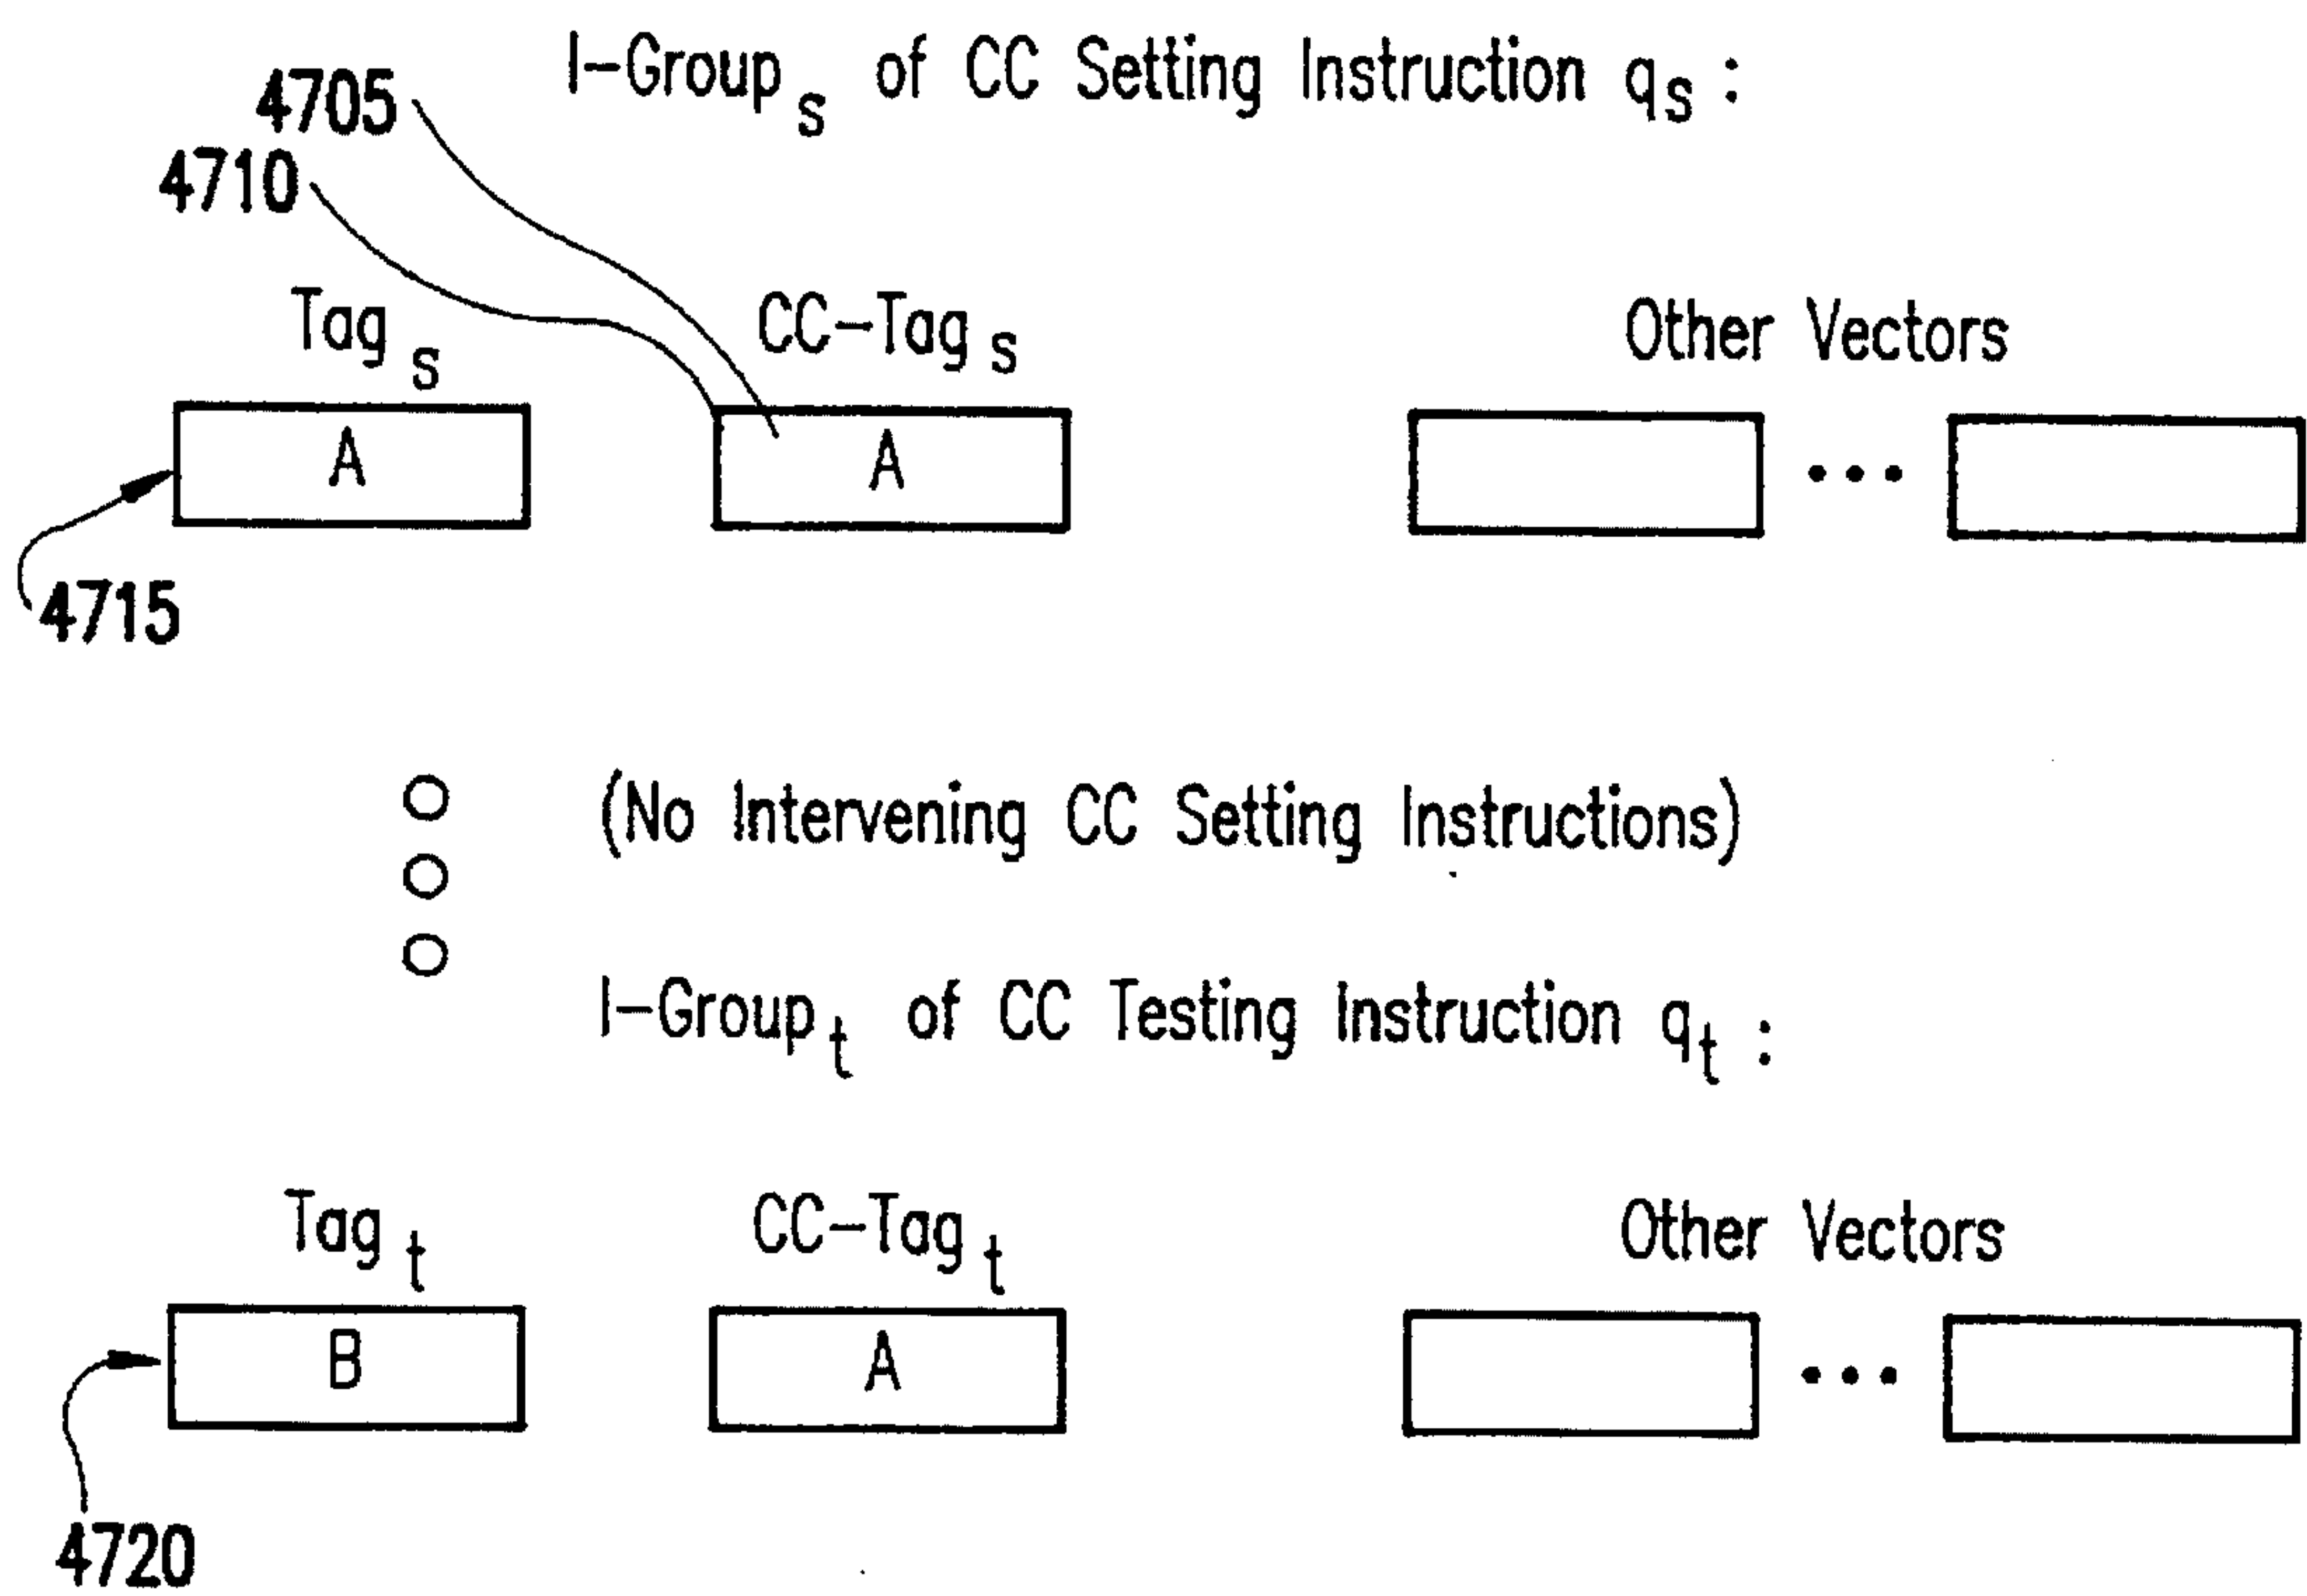 I-Group s of CC Setting Instruction qs :
4705
4710
Tag s CC-Tag s Other Vectors
A A
4715
(No Intervening CC Setting Instructions)
I-Group t of CC Testing Instruction qt :
Tag t CC-Tag t Other Vectors
B A
4720